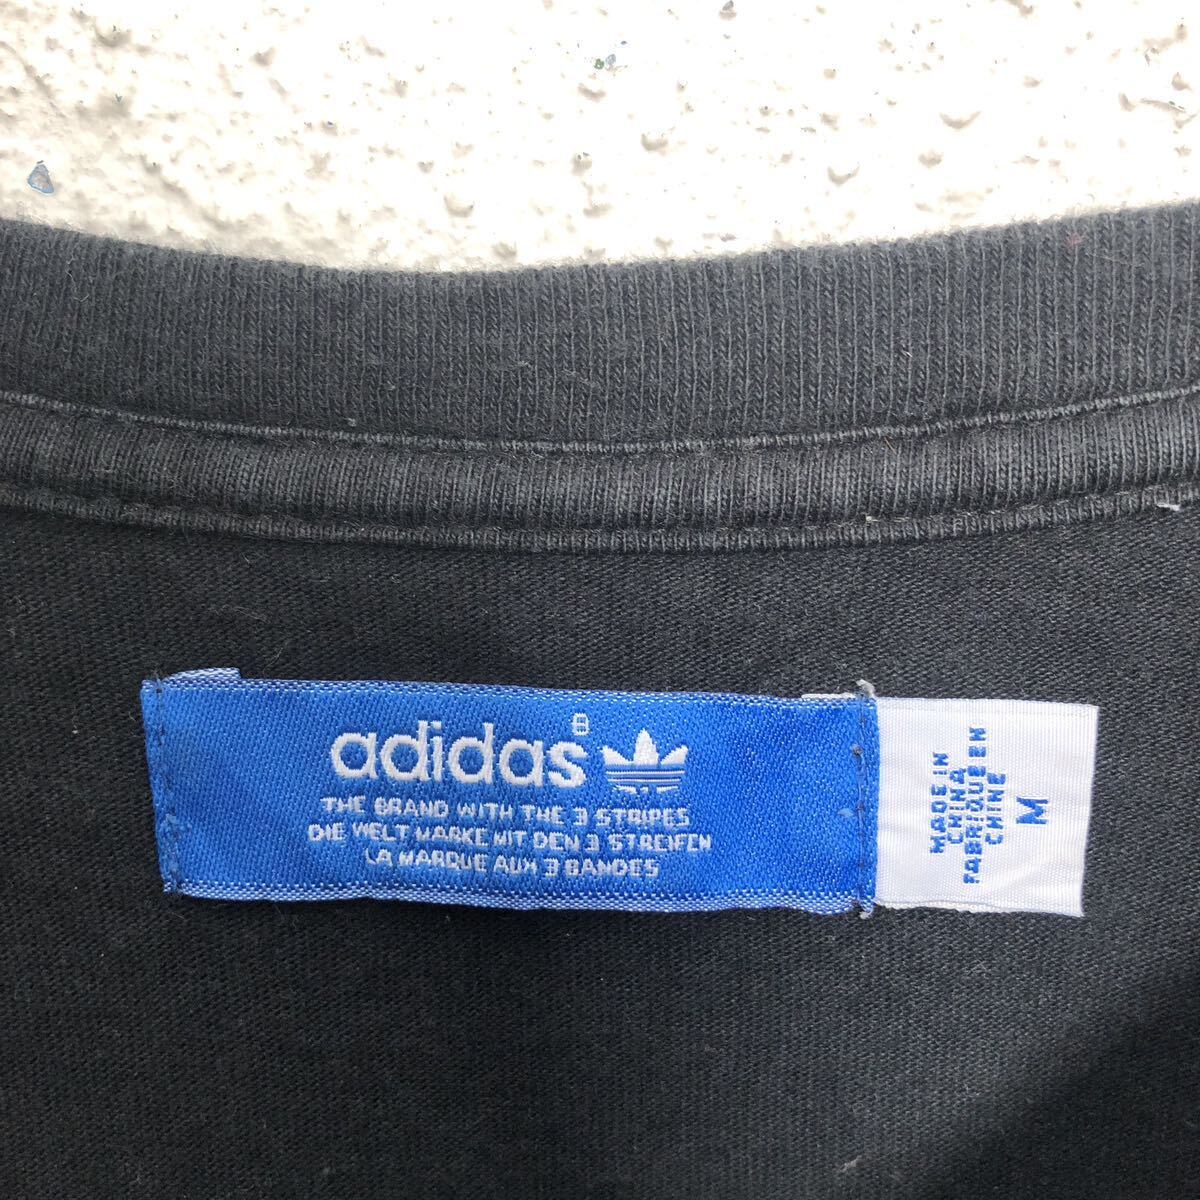 adidas®
THE BRAND WITH THE 3 STRIPES
DIE WELT MARKE MIT DEN 3 STREIFEN
LA MARQUE AUX 3 BANDES
MADE IN
CHINA
FABRIQUE EN
CHINE
M